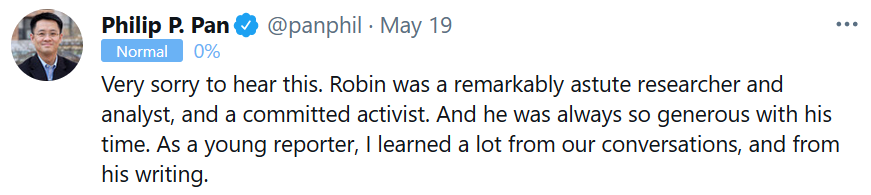 Philip P. Pan @panphil · May 19
Normal 0%
Very sorry to hear this. Robin was a remarkably astute researcher and
analyst, and a committed activist. And he was always so generous with his
time. As a young reporter, I learned a lot from our conversations, and from
his writing.